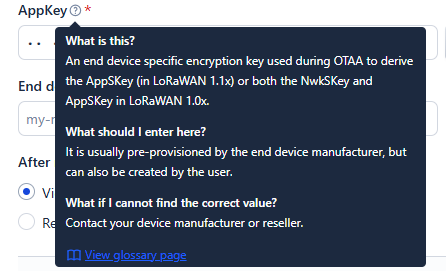 AppKey ? *
What is this?
An end device specific encryption key used during OTAA to derive
the AppSKey (in LoRaWAN 1.1x) or both the NwkSKey and
AppSKey in LoRaWAN 1.0x.
End d
my-n
What should I enter here?
It is usually pre-provisioned by the end device manufacturer, but
can also be created by the user.
After
Vi
What if I cannot find the correct value?
Re
Contact your device manufacturer or reseller.
View glossary page